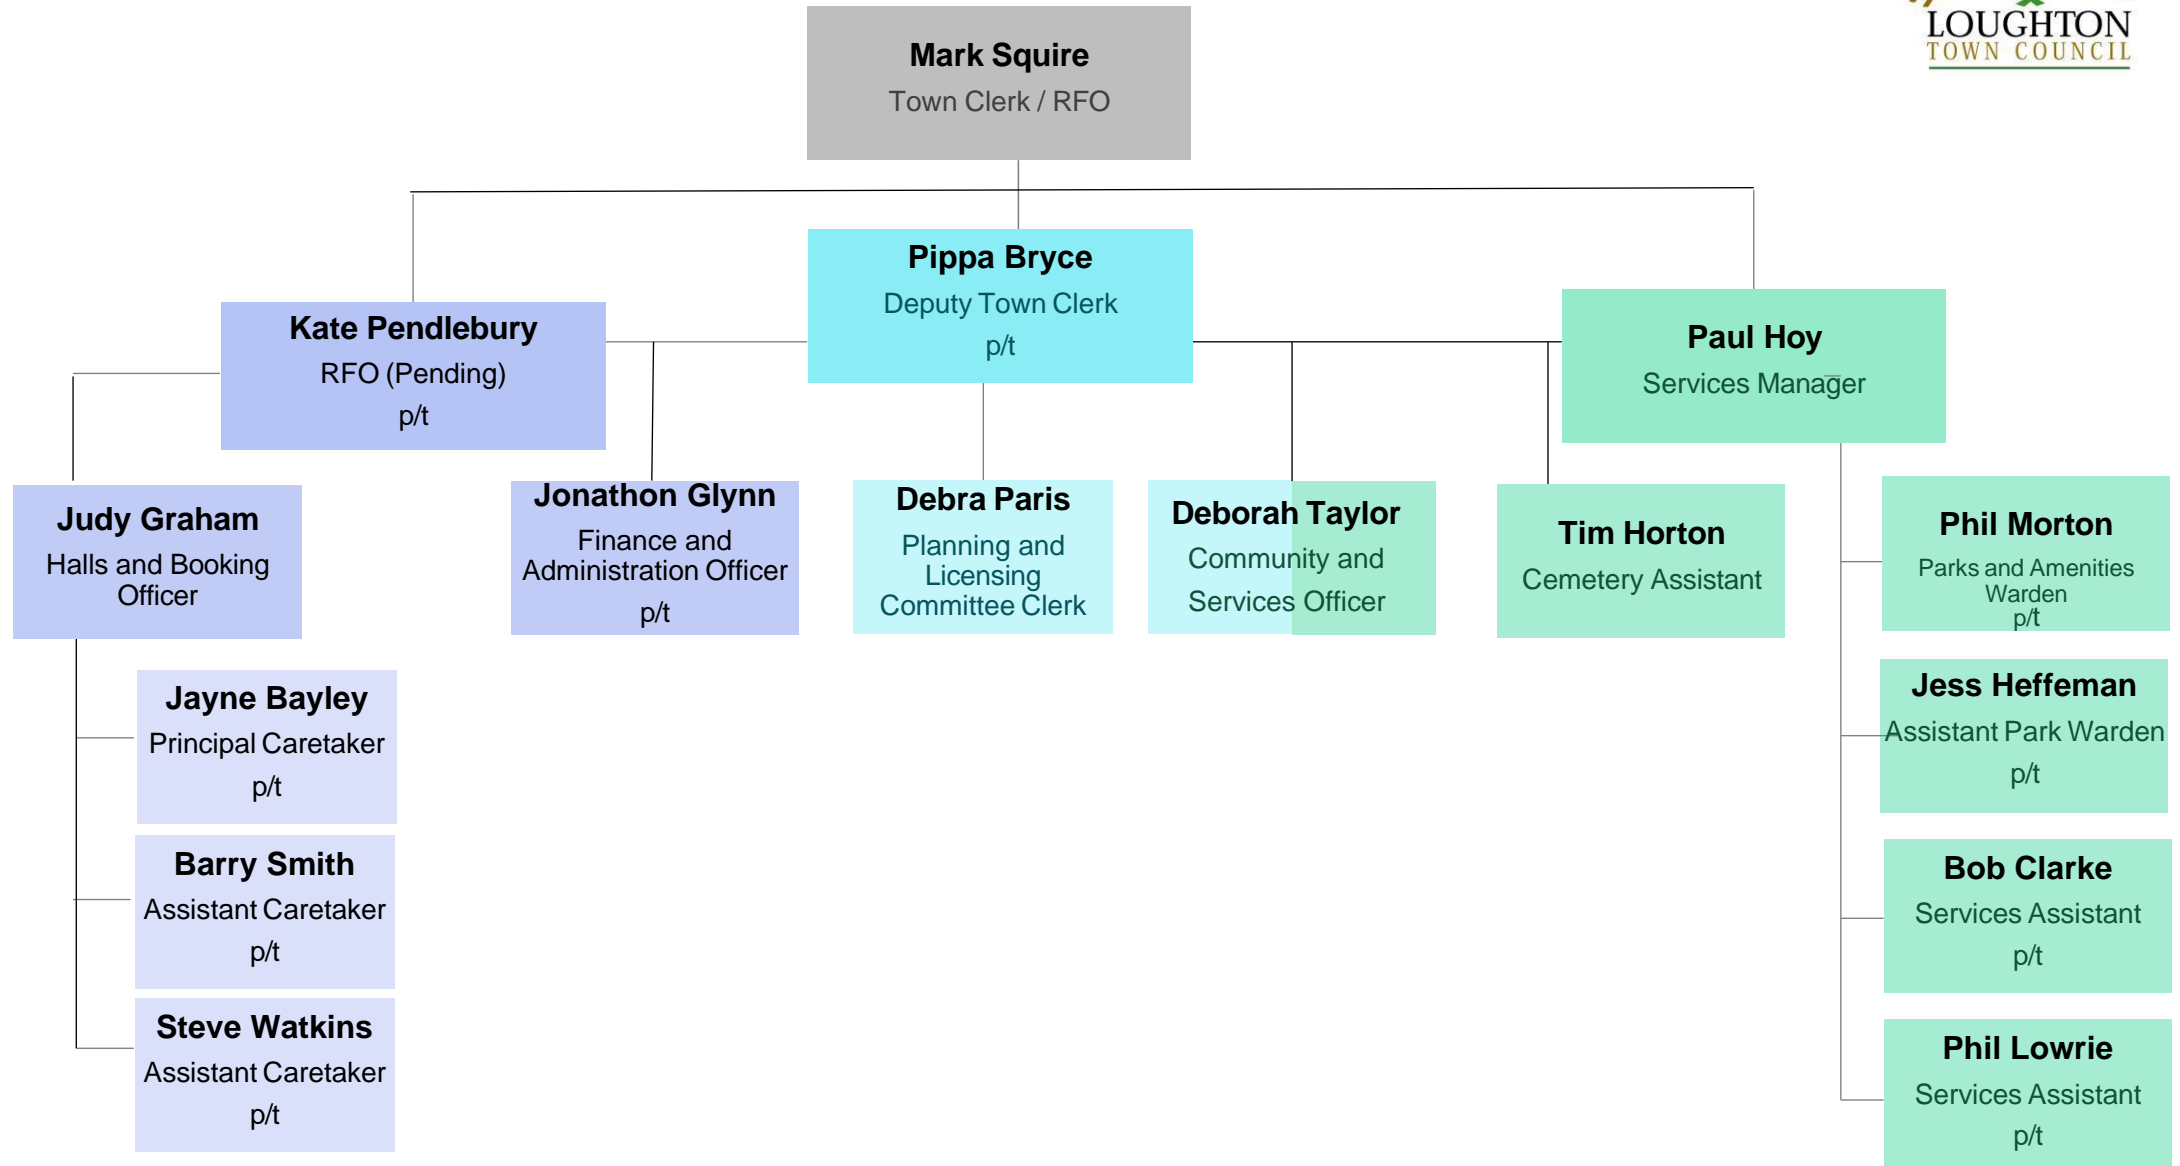 LOUGHTON
TOWN COUNCIL
Mark Squire
Town Clerk / RFO
Pippa Bryce
Deputy Town Clerk
p/t
Kate Pendlebury
RFO (Pending)
p/t
Paul Hoy
Services Manager
Judy Graham
Halls and Booking
Officer
Jonathon Glynn
Finance and
Administration Officer
p/t
Debra Paris
Planning and
Licensing
Committee Clerk
Deborah Taylor
Community and
Services Officer
Tim Horton
Cemetery Assistant
Phil Morton
Parks and Amenities
Warden
p/t
Jayne Bayley
Principal Caretaker
p/t
Barry Smith
Assistant Caretaker
p/t
Steve Watkins
Assistant Caretaker
p/t
Jess Heffeman
Assistant Park Warden
p/t
Bob Clarke
Services Assistant
p/t
Phil Lowrie
Services Assistant
p/t